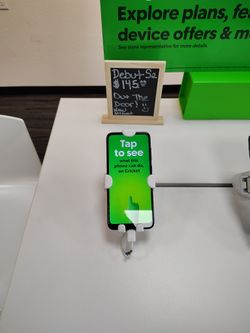 Explore plans, fe
device offers & m
See store representative for more details.
Debut S2
$145
Out The
Door!
Tap
to see
what this
phone can do,
on Cricket